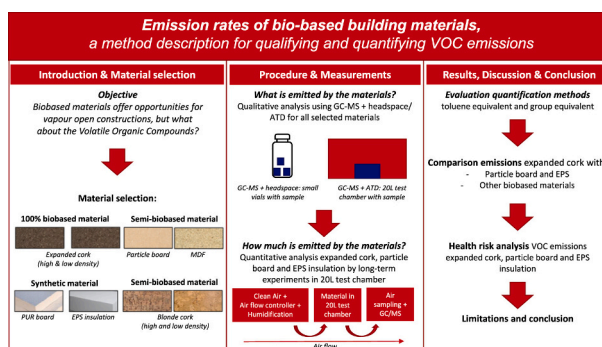 Emission rates of bio-based building materials,
a method description for qualifying and quantifying VOC emissions
Introduction & Material selection
Objective
Biobased materials offer opportunities for
vapour open constructions, but what
about the Volatile Organic Compounds?
Material selection:
100% biobased material
Semi-biobased material
Expanded cork
(high & low density)
Particle board
MDF
Synthetic material
Semi-biobased material
PUR board
EPS insulation
Blonde cork
(high and low density)
Procedure & Measurements
What is emitted by the materials?
Qualitative analysis using GC-MS + headspace/
ATD for all selected materials
GC-MS + headspace: small
vials with sample
GC-MS + ATD: 20L test
chamber with sample
How much is emitted by the materials?
Quantitative analysis expanded cork, particle
board and EPS insulation by long-term
experiments in 20L test chamber
Clean Air +
Air flow controller +
Humidification
Material in
20L test
chamber
Air
sampling +
GC/MS
Air flow
Results, Discussion & Conclusion
Evaluation quantification methods
toluene equivalent and group equivalent
Comparison emissions expanded cork with
- Particle board and EPS
- Other biobased materials
Health risk analysis VOC emissions
expanded cork, particle board and EPS
insulation
Limitations and conclusion